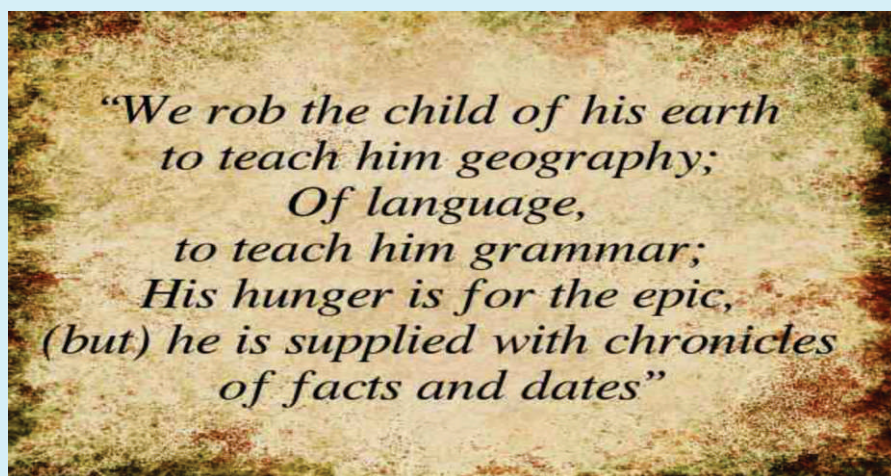 “We rob the child of his earth
to teach him geography;
Of language,
to teach him grammar;
His hunger is for the epic,
(but) he is supplied with chronicles
of facts and dates”